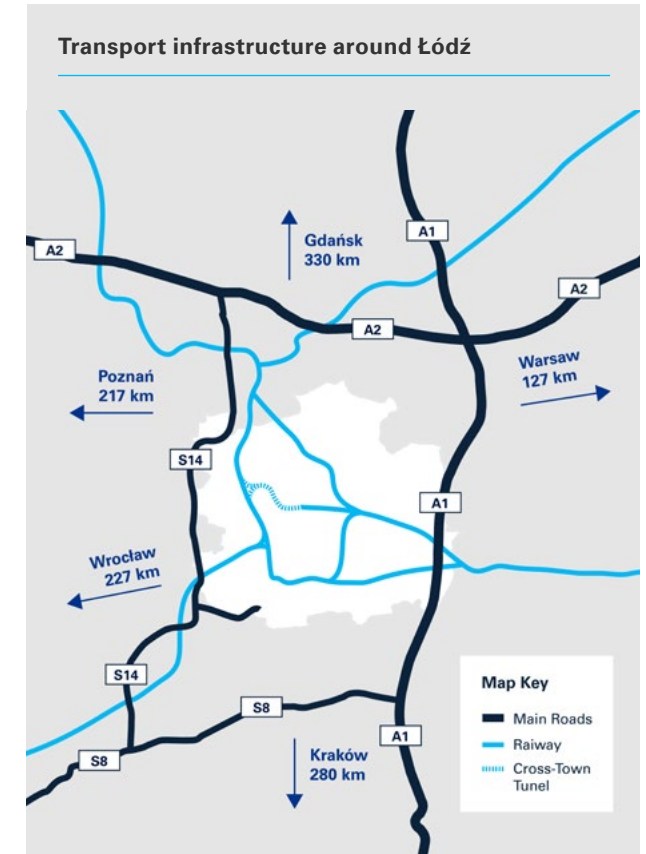 Transport infrastructure around Łódź
A1
A2
Gdańsk
330 km
A2
A2
Warsaw
127 km
Poznań
217 km
S14
A1
Wrocław
227 km
S14
S8
A1
S8
Kraków
280 km
Map Key
Main Roads
Raiway
Cross-Town
Tunel